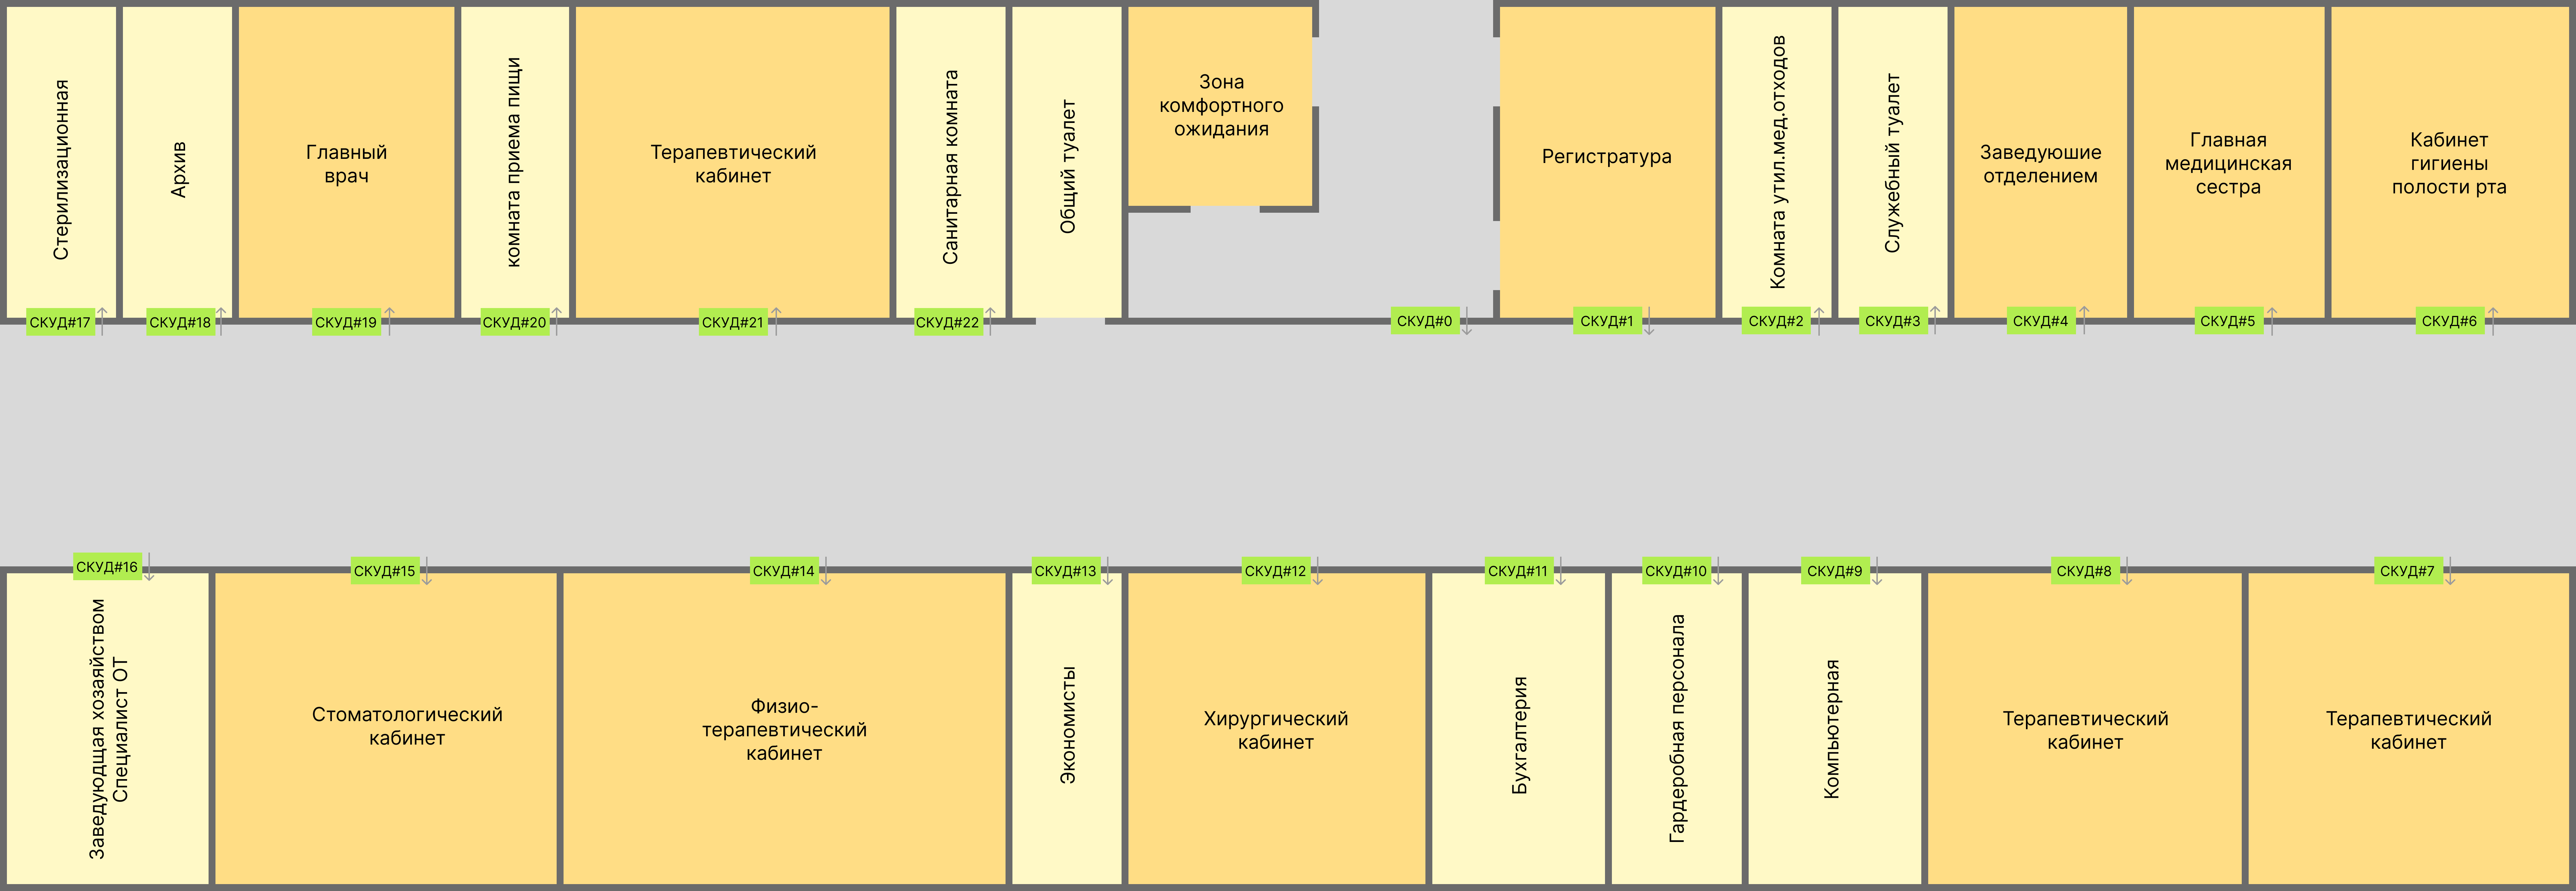 Стерилизационная
Архив
Главный
врач
комната приема пищи
Терапевтический
кабинет
Санитарная комната
Общий туалет
Зона
комфортного
ожидания
Регистратура
Комната утил.мед.отходов
Служебный туалет
Заведуюшие
отделением
Главная
медицинская
сестра
Кабинет
гигиены
полости рта
СКУД#17
СКУД#18
СКУД#19
СКУД#20
СКУД#21
СКУД#22
СКУД#0
СКУД#1
СКУД#2
СКУД#3
СКУД#4
СКУД#5
СКУД#6
СКУД#16
СКУД#15
СКУД#14
СКУД#13
СКУД#12
СКУД#11
СКУД#10
СКУД#9
СКУД#8
СКУД#7
Заведуюдщая хозаяйством
Специалист ОТ
Стоматологический
кабинет
Физио-
терапевтический
кабинет
Экономисты
Хирургический
кабинет
Бухгалтерия
Гардеробная персонала
Компьютерная
Терапевтический
кабинет
Терапевтический
кабинет